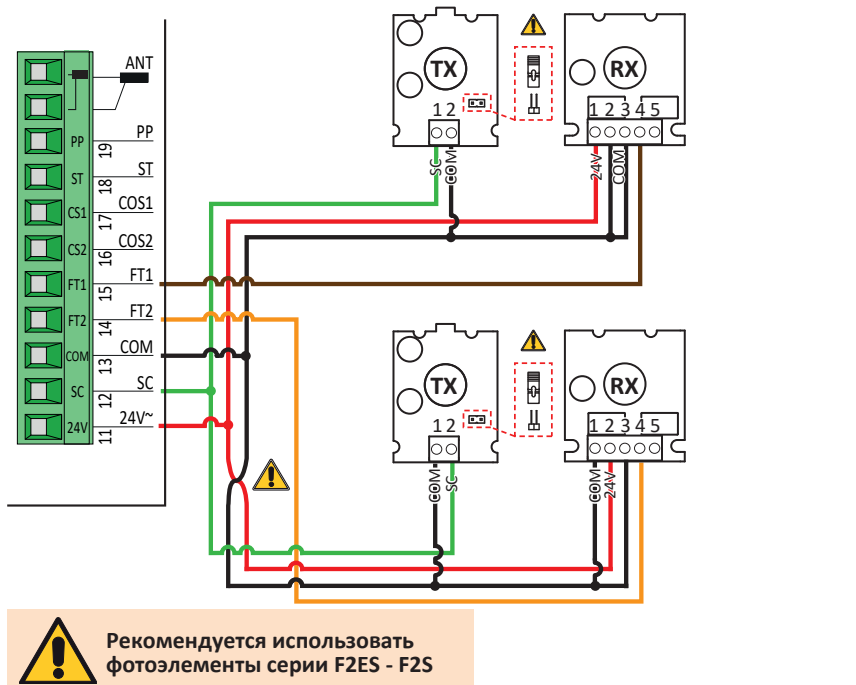 ANT
PP 19 PP
ST 18 ST
CS1 17 COS1
CS2 16 COS2
FT1 15 FT1
FT2 14 FT2
COM 13 COM
SC 12 SC
24V 11 24V~
TX
1 2
SC COM
RX
1 2 3 4 5
24V COM
TX
1 2
COM SC
RX
1 2 3 4 5
COM 24V
Рекомендуется использовать
фотоэлементы серии F2ES - F2S